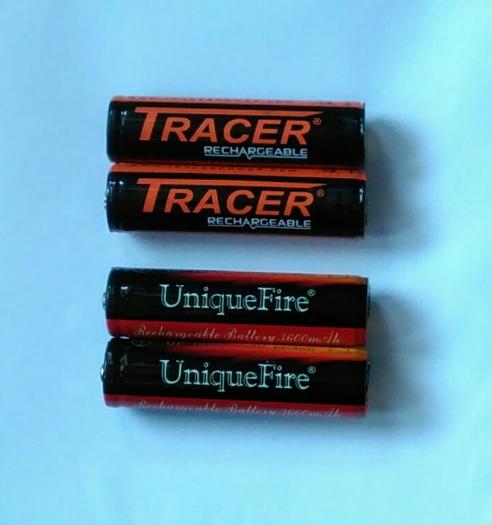 TRACER®
RECHARGEABLE
TRACER®
RECHARGEABLE
UniqueFire®
Rechargeable Battery 3600mAh
UniqueFire®
Rechargeable Battery 3600mAh